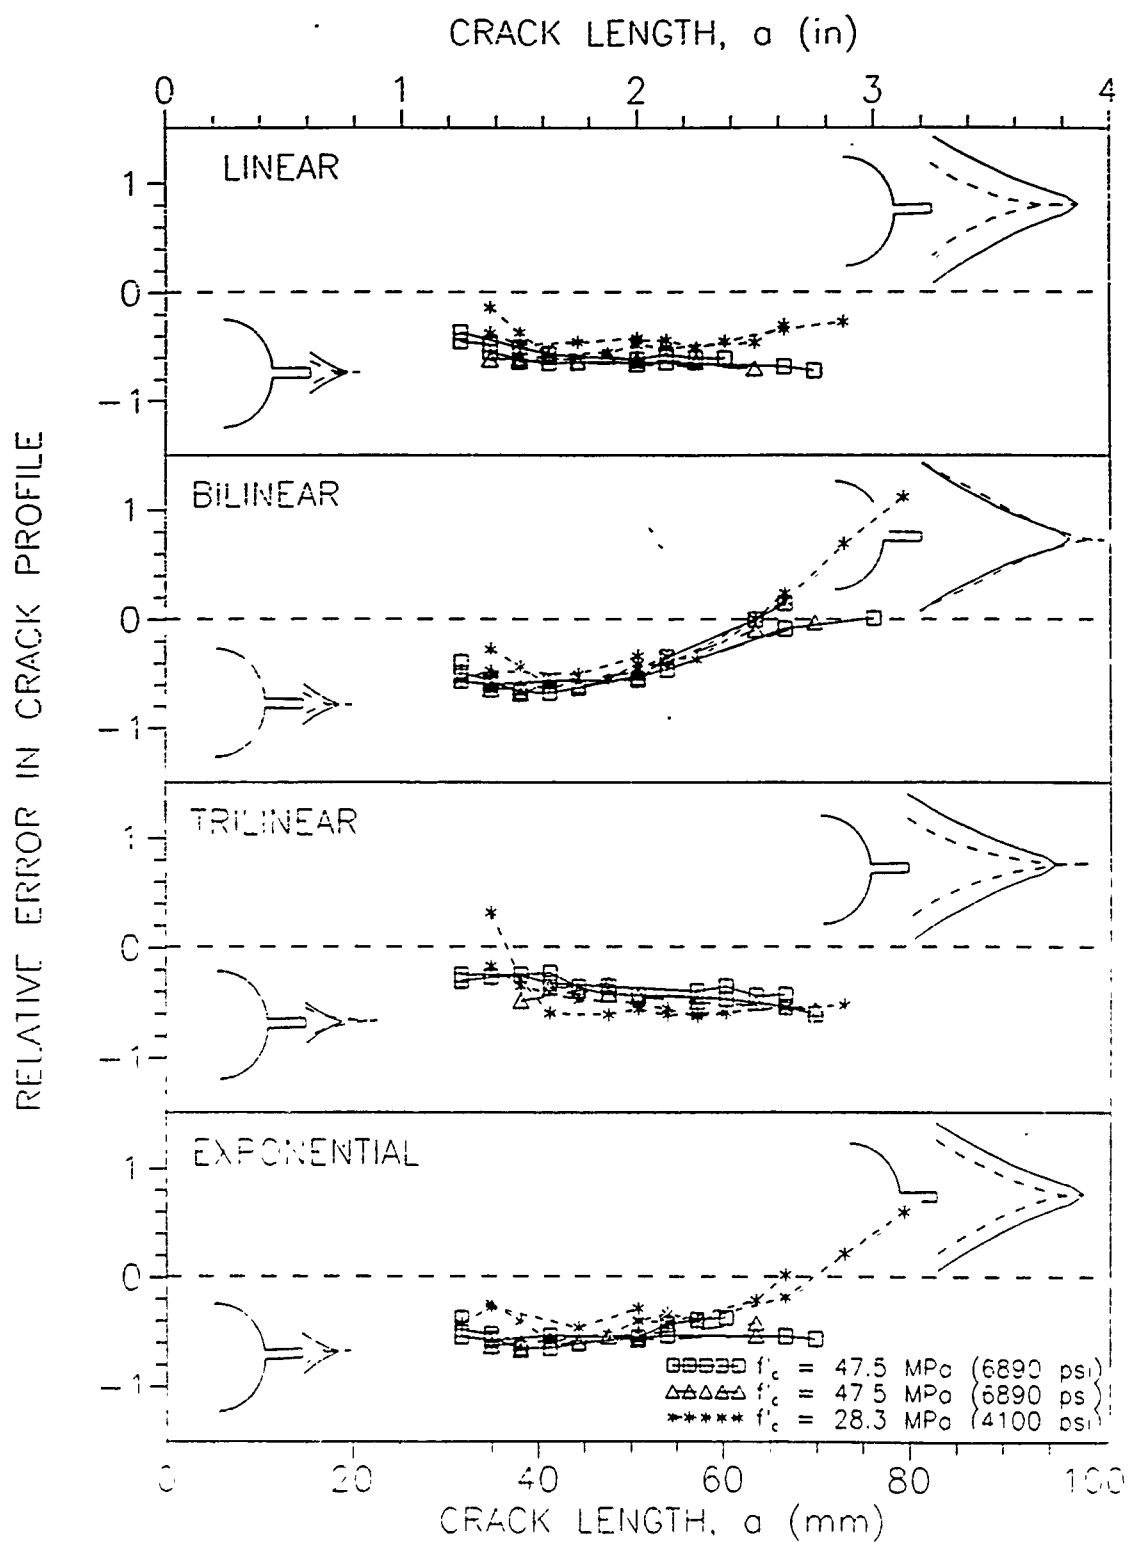 CRACK LENGTH, a (in)
0 1 2 3 4
LINEAR
1
0
-1
BILINEAR
1
0
-1
TRILINEAR
1
0
-1
EXPONENTIAL
1
0
-1
RELATIVE ERROR IN CRACK PROFILE
f'c = 47.5 MPa (6890 psi)
f'c = 47.5 MPa (6890 psi)
f'c = 28.3 MPa (4100 psi)
0 20 40 60 80 100
CRACK LENGTH, a (mm)